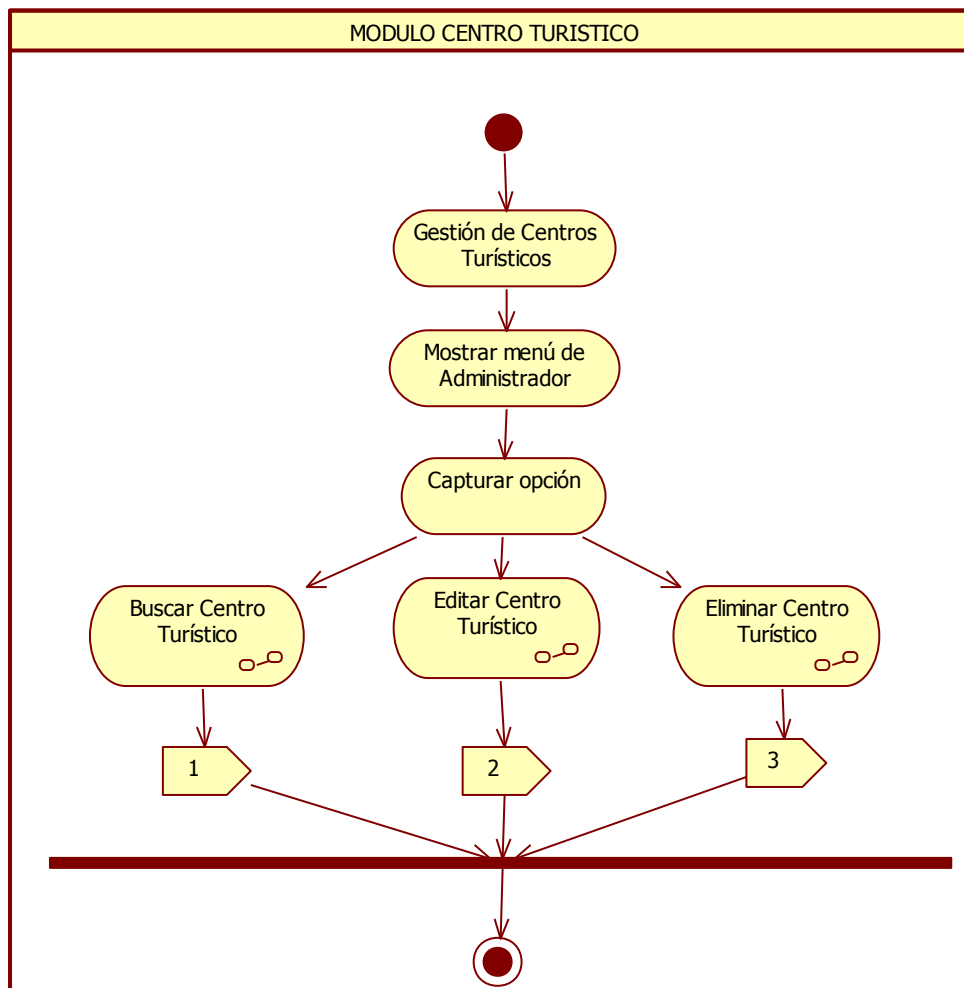 MODULO CENTRO TURISTICO
Gestión de Centros
Turísticos
Mostrar menú de
Administrador
Capturar opción
Buscar Centro
Turístico
Editar Centro
Turístico
Eliminar Centro
Turístico
1
2
3